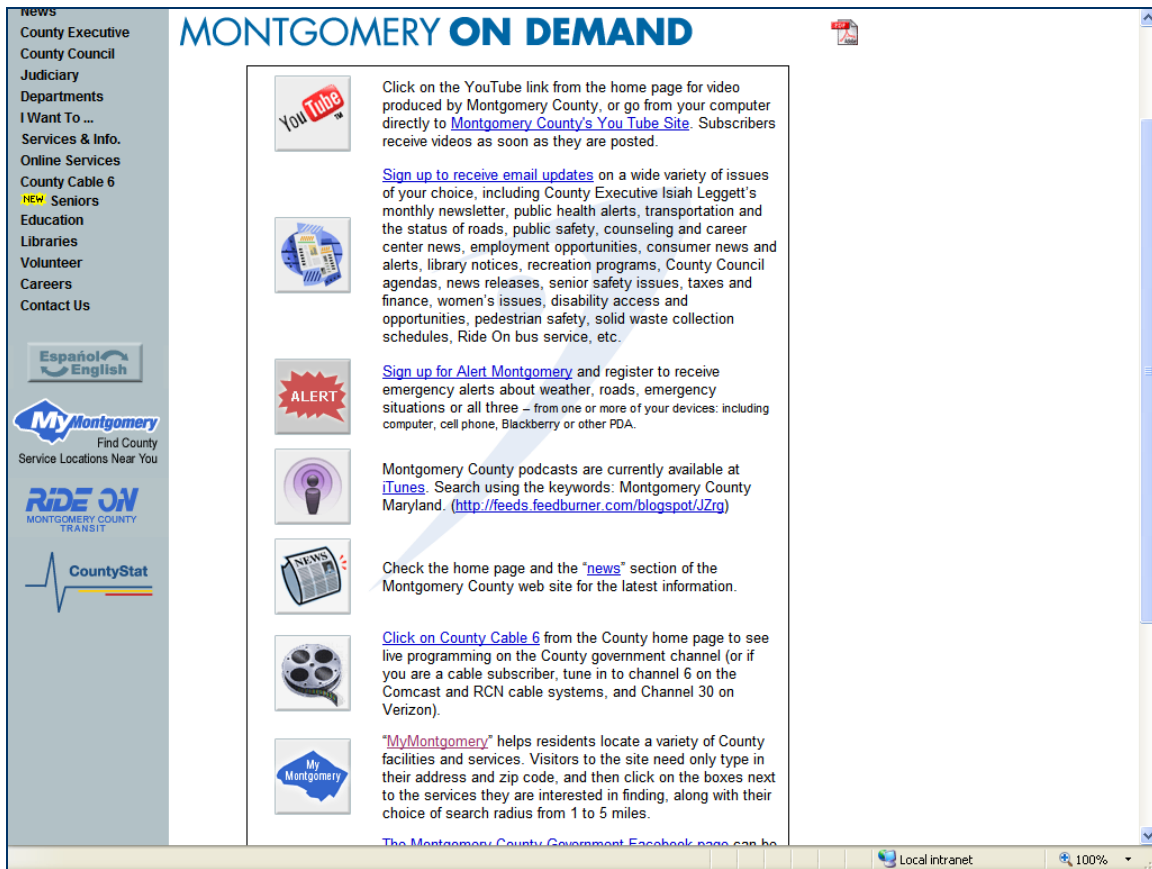 News
County Executive
County Council
Judiciary
Departments
I Want To ...
Services & Info.
Online Services
County Cable 6
NEW Seniors
Education
Libraries
Volunteer
Careers
Contact Us
Español
English
MyMontgomery
Find County
Service Locations Near You
RIDE ON
MONTGOMERY COUNTY
TRANSIT
CountyStat
MONTGOMERY ON DEMAND
PDF
You Tube
TM
Click on the YouTube link from the home page for video
produced by Montgomery County, or go from your computer
directly to Montgomery County's You Tube Site. Subscribers
receive videos as soon as they are posted.
Sign up to receive email updates on a wide variety of issues
of your choice, including County Executive Isiah Leggett's
monthly newsletter, public health alerts, transportation and
the status of roads, public safety, counseling and career
center news, employment opportunities, consumer news and
alerts, library notices, recreation programs, County Council
agendas, news releases, senior safety issues, taxes and
finance, women's issues, disability access and
opportunities, pedestrian safety, solid waste collection
schedules, Ride On bus service, etc.
ALERT
Sign up for Alert Montgomery and register to receive
emergency alerts about weather, roads, emergency
situations or all three – from one or more of your devices: including
computer, cell phone, Blackberry or other PDA.
Montgomery County podcasts are currently available at
iTunes. Search using the keywords: Montgomery County
Maryland. (http://feeds.feedburner.com/blogspot/JZrg)
NEWS
Check the home page and the “news” section of the
Montgomery County web site for the latest information.
Click on County Cable 6 from the County home page to see
live programming on the County government channel (or if
you are a cable subscriber, tune in to channel 6 on the
Comcast and RCN cable systems, and Channel 30 on
Verizon).
My
Montgomery
“MyMontgomery” helps residents locate a variety of County
facilities and services. Visitors to the site need only type in
their address and zip code, and then click on the boxes next
to the services they are interested in finding, along with their
choice of search radius from 1 to 5 miles.
The Montgomery County Government Facebook page can be
Local intranet
100%